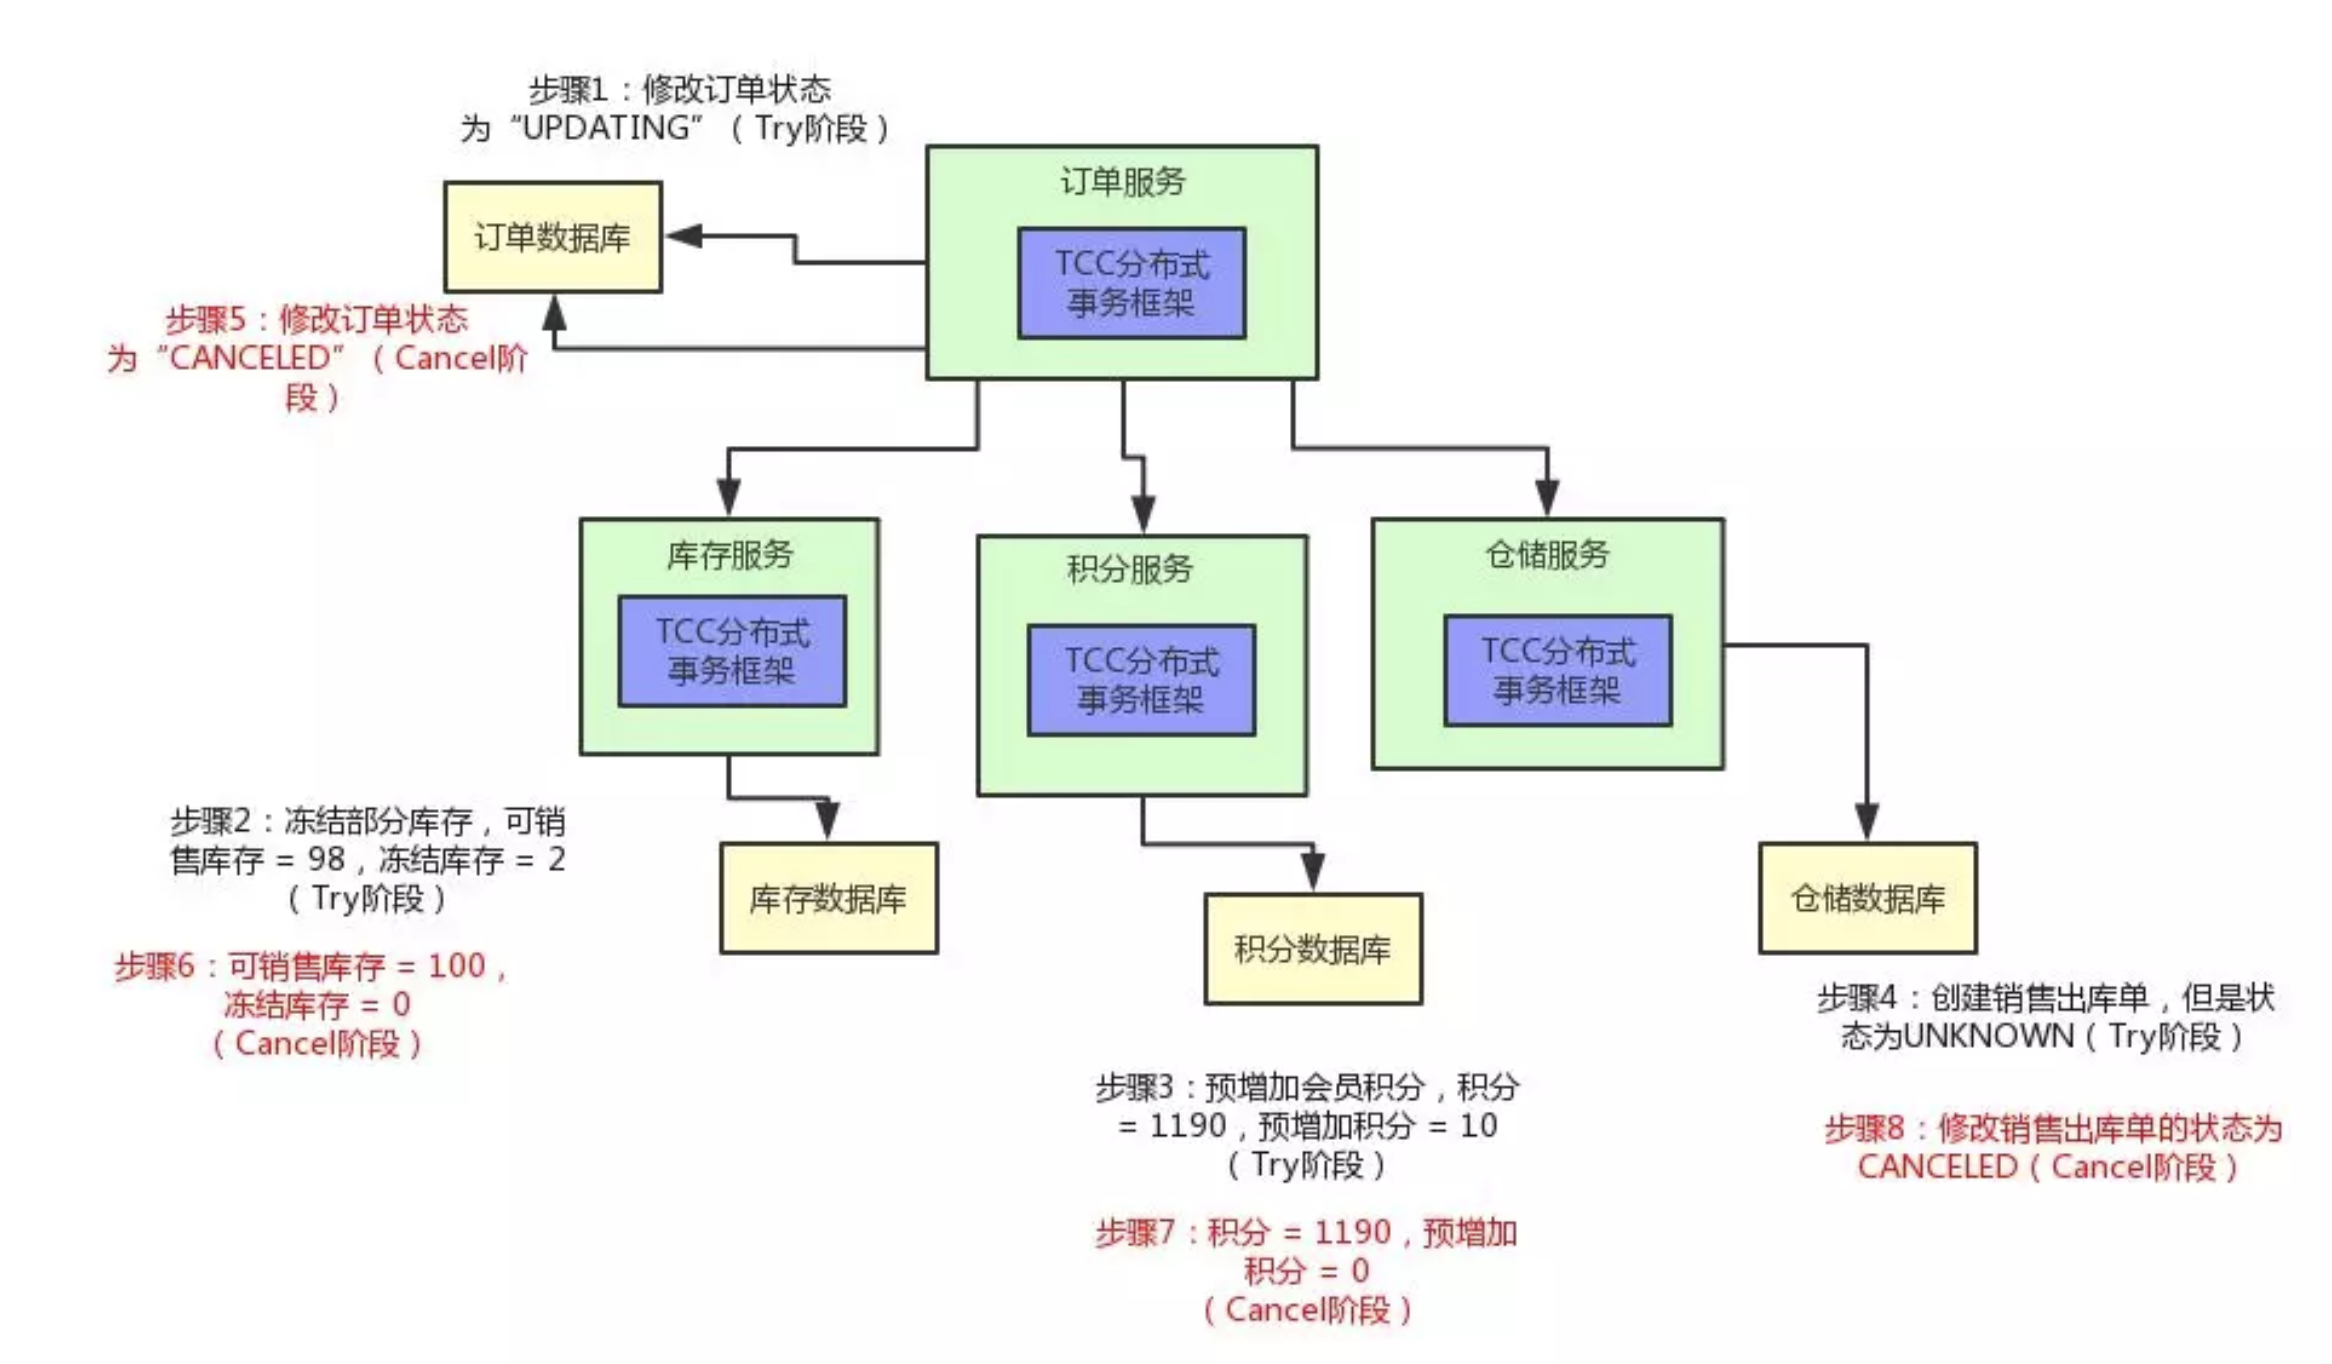 步骤1：修改订单状态
为“UPDATING”（Try阶段）
订单服务
TCC分布式
事务框架
订单数据库
步骤5：修改订单状态
为“CANCELED”（Cancel阶
段）
库存服务
TCC分布式
事务框架
积分服务
TCC分布式
事务框架
仓储服务
TCC分布式
事务框架
步骤2：冻结部分库存，可销
售库存 = 98，冻结库存 = 2
（Try阶段）
库存数据库
步骤6：可销售库存 = 100，
冻结库存 = 0
（Cancel阶段）
积分数据库
仓储数据库
步骤4：创建销售出库单，但是状
态为UNKNOWN（Try阶段）
步骤3：预增加会员积分，积分
= 1190，预增加积分 = 10
（Try阶段）
步骤8：修改销售出库单的状态为
CANCELED（Cancel阶段）
步骤7：积分 = 1190，预增加
积分 = 0
（Cancel阶段）